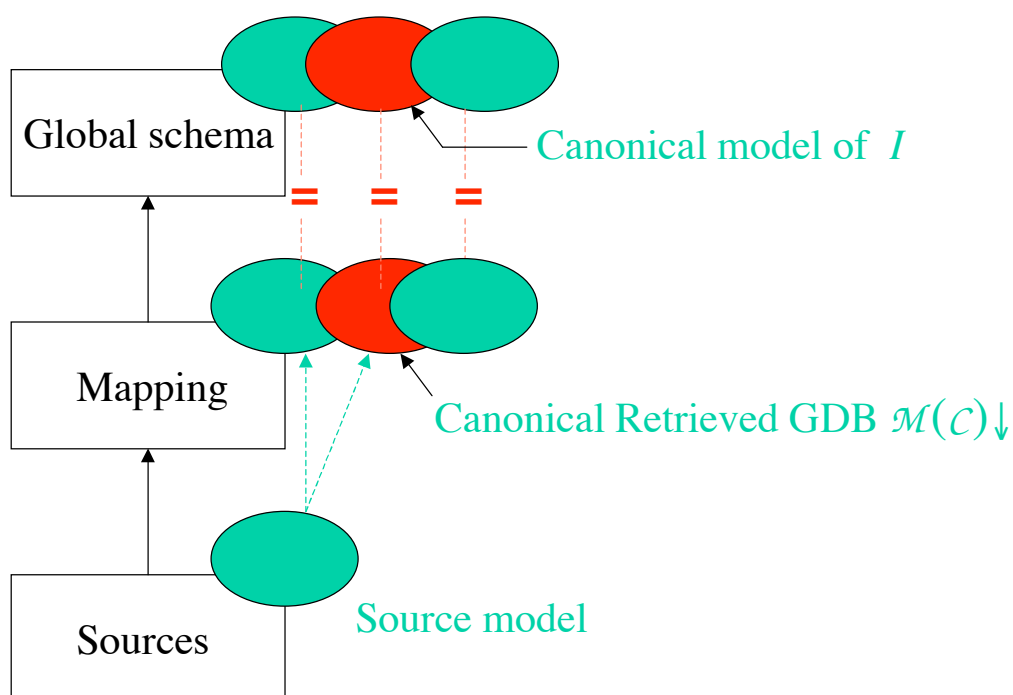 Global schema
Canonical model of I
= = =
Mapping
Canonical Retrieved GDB ℳ(𝒞)↓
Source model
Sources